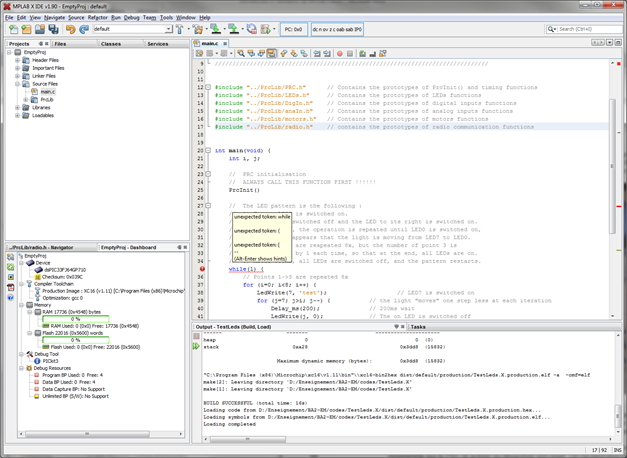 MPLAB X IDE v1.90 - EmptyProj : default
File Edit View Navigate Source Refactor Run Debug Team Tools Window Help
default
PC: 0x0
dc n ov z c oab sab IP0
Search (Ctrl+I)
Projects
Files
Classes
Services
EmptyProj
Header Files
Important Files
Linker Files
Source Files
main.c
PrcLib
Libraries
Loadables
main.c
9 ////////////////////////////////////////////////////////////////////////
10
11
12 #include "../PrcLib/PRC.h" // Contains the prototypes of PrcInit() and timing functions
13 #include "../PrcLib/LEDs.h" // Contains the prototypes of LEDs functions
14 #include "../PrcLib/DigIn.h" // Contains the prototypes of digital inputs functions
15 #include "../PrcLib/anaIn.h" // Contains the prototypes of analog inputs functions
16 #include "../PrcLib/motors.h" // Contains the prototypes of motors functions
17 #include "../PrcLib/radio.h" // contains the prototypes of radio communication functions
18
19
20 int main(void) {
21 int i, j;
22
23 // PRC initialisation
24 // ALWAYS CALL THIS FUNCTION FIRST !!!!!!
25 PrcInit()
26
27 // The LED pattern is the following :
is switched on.
switched off and the LED to its right is switched on.
, the operation is repeated until LED0 is switched on.
appears that the light is moving from LED7 to LED0.
are reapeated 8x, but the number of point 3 is
by 1 each time, so that at the end, all LEDs are on.
all LEDs are switched off, and the pattern restarts.
unexpected token: while
unexpected token: (
unexpected token: {
(Alt-Enter shows hints)
while(1) {
36 // Points 1->3 are repeated 8x
37 for (i=0; i<8; i++) {
38 LedWrite(7, 'test'); // LED7 is switched on
39 for (j=7; j>i; j--) { // the light "moves" one step less at each iteration
40 Delay_ms(200); // 200ms wait
41 LedWrite(j, 0); // The on LED is switched off
...PrcLib/radio.h - Navigator
EmptyProj - Dashboard
EmptyProj
Device
dsPIC33FJ64GP710
Checksum: 0x039C
Compiler Toolchain
Production Image : XC16 (v1.11) [C:\Program Files (x86)\Microchip\
Optimization: gcc 0
Memory
RAM 17736 (0x4548) bytes
0 %
RAM Used: 0 (0x0) Free: 17736 (0x4548)
Flash 22016 (0x5600) words
0 %
Flash Used: 0 (0x0) Free: 22016 (0x5600)
Debug Tool
PICkit3
Debug Resources
Program BP Used: 0 Free: 4
Data BP Used: 0 Free: 4
Data Capture BP: No Support
Unlimited BP (S/W): No Support
Output - TestLeds (Build, Load)
Tasks
heap 0 (0)
stack 0xa28 0x3dd8 (15832)
Maximum dynamic memory (bytes): 0x3dd8 (15832)
"C:\Program Files (x86)\Microchip\xc16\v1.11\bin"\\xc16-bin2hex dist/default/production/TestLeds.X.production.elf -a -omf=elf
make[2]: Leaving directory `D:/Enseignement/BA2-EM/codes/TestLeds.X'
make[1]: Leaving directory `D:/Enseignement/BA2-EM/codes/TestLeds.X'
BUILD SUCCESSFUL (total time: 16s)
Loading code from D:/Enseignement/BA2-EM/codes/TestLeds.X/dist/default/production/TestLeds.X.production.hex...
Loading symbols from D:/Enseignement/BA2-EM/codes/TestLeds.X/dist/default/production/TestLeds.X.production.elf...
Loading completed
17 | 92
INS